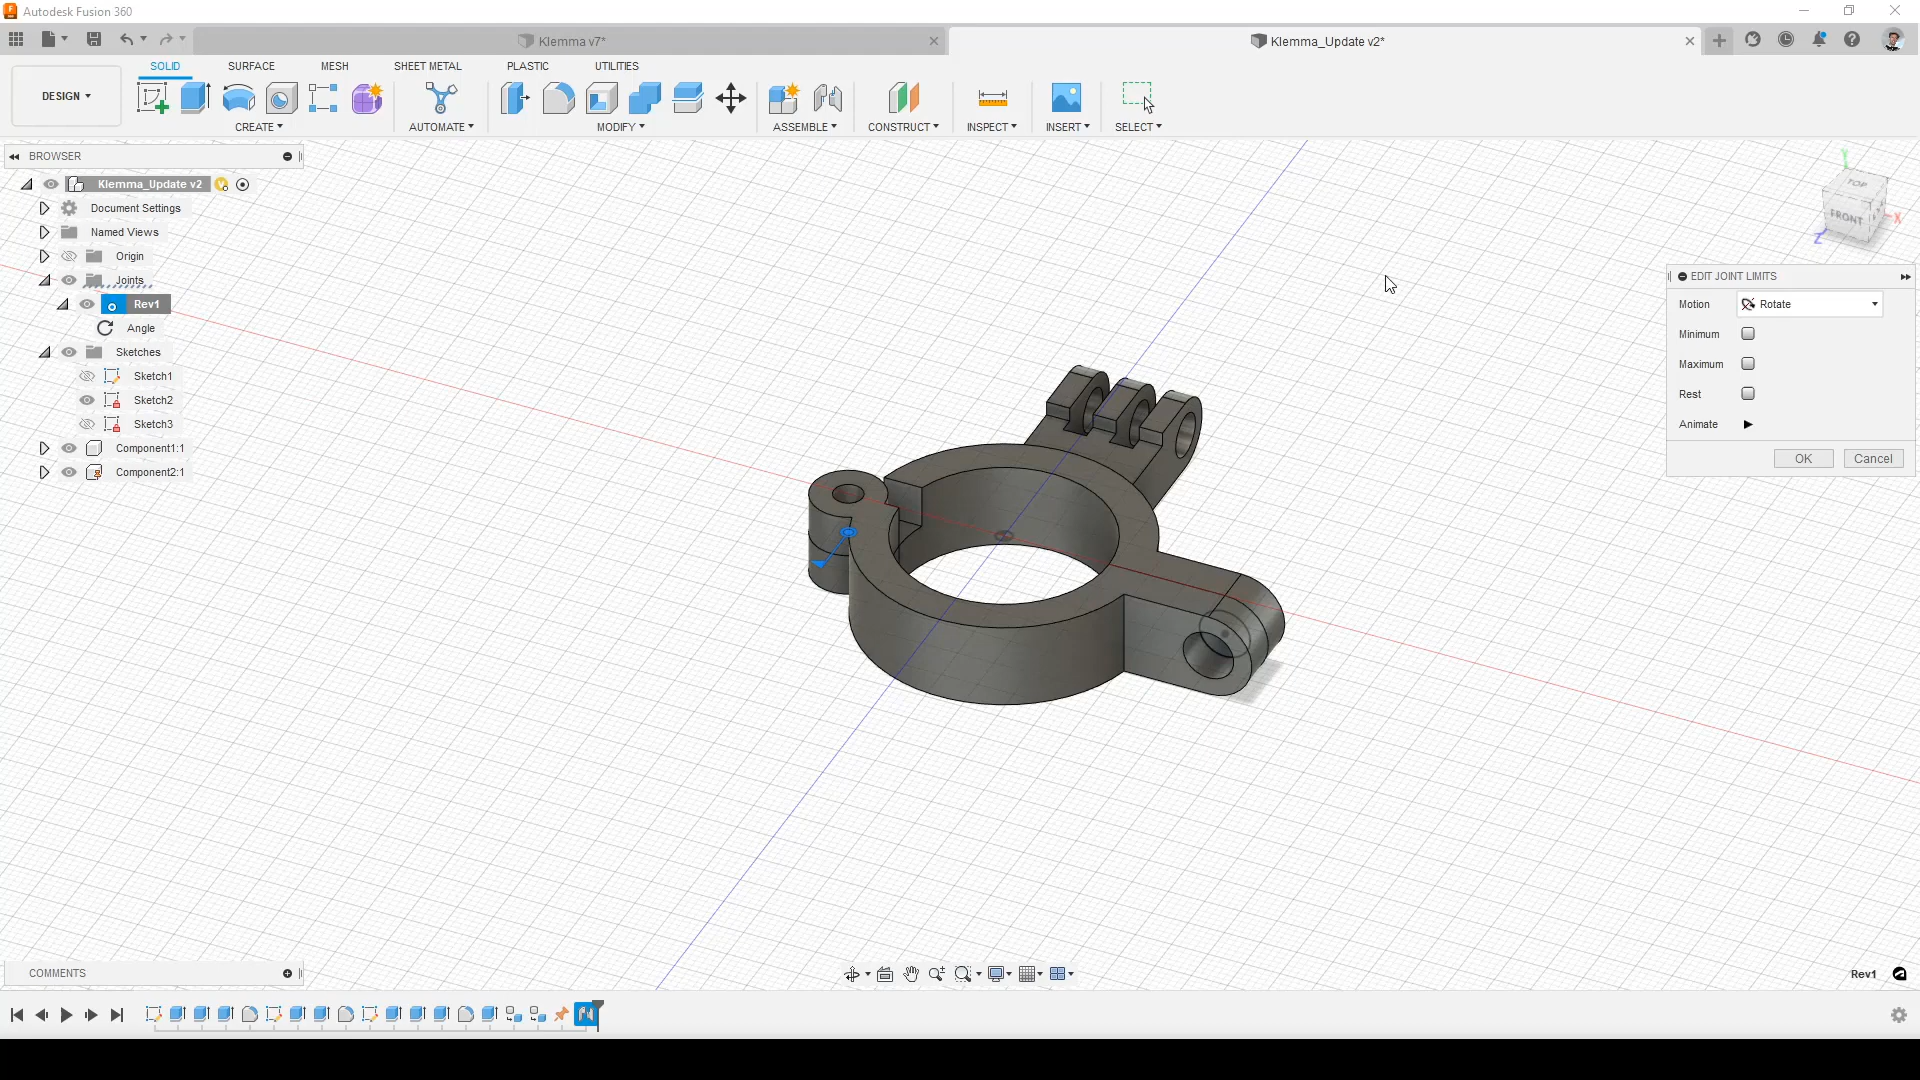 Autodesk Fusion 360
Klemma v7*
Klemma_Update v2*
DESIGN
SOLID
SURFACE
MESH
SHEET METAL
PLASTIC
UTILITIES
CREATE
AUTOMATE
MODIFY
ASSEMBLE
CONSTRUCT
INSPECT
INSERT
SELECT
BROWSER
Klemma_Update v2
Document Settings
Named Views
Origin
Joints
Rev1
Angle
Sketches
Sketch1
Sketch2
Sketch3
Component1:1
Component2:1
Y
TOP
FRONT
X
Z
EDIT JOINT LIMITS
Motion
Rotate
Minimum
Maximum
Rest
Animate
OK
Cancel
COMMENTS
Rev1